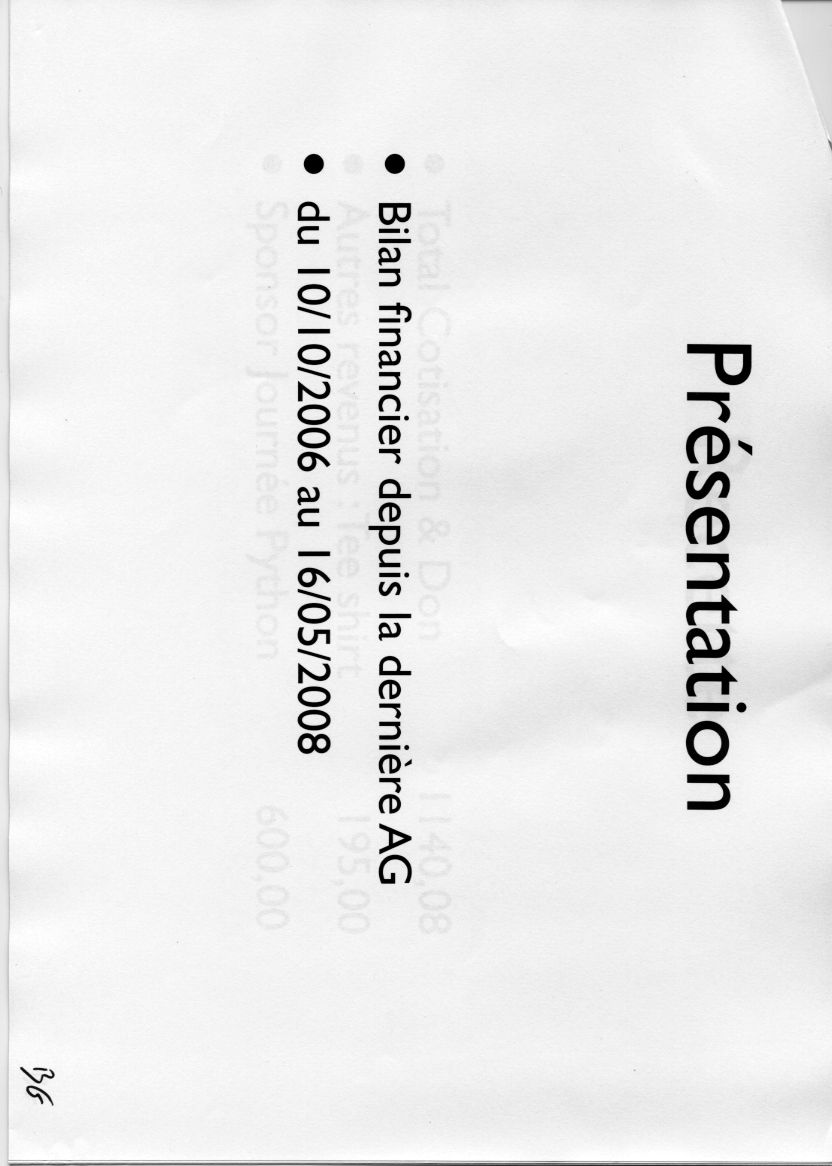 Présentation
• Bilan financier depuis la dernière AG
• du 10/10/2006 au 16/05/2008
• Total Cotisation & Don 1140,08
• Autres revenus : Tee shirt 195,00
• Sponsor Journée Python 600,00
BG